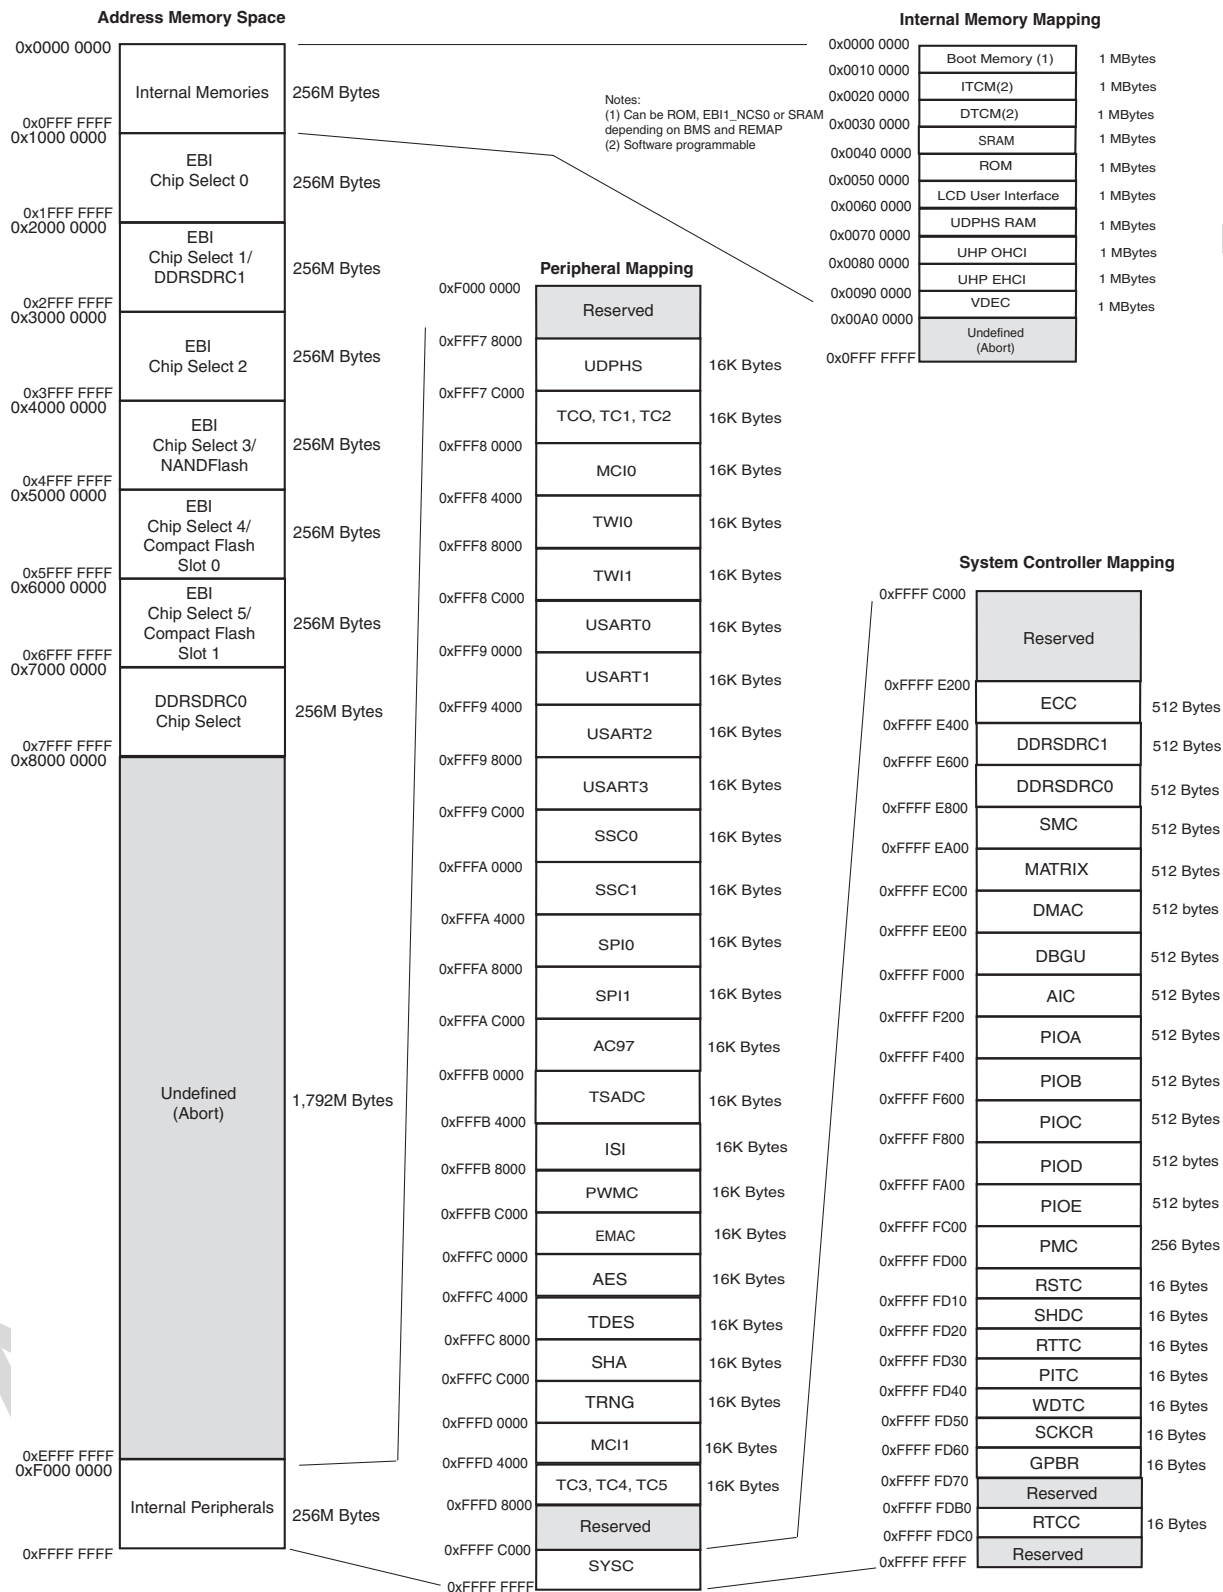 Address Memory Space
0x0000 0000
Internal Memories
256M Bytes
0x0FFF FFFF
0x1000 0000
EBI
Chip Select 0
256M Bytes
0x1FFF FFFF
0x2000 0000
EBI
Chip Select 1/
DDRSDRC1
256M Bytes
0x2FFF FFFF
0x3000 0000
EBI
Chip Select 2
256M Bytes
0x3FFF FFFF
0x4000 0000
EBI
Chip Select 3/
NANDFlash
256M Bytes
0x4FFF FFFF
0x5000 0000
EBI
Chip Select 4/
Compact Flash
Slot 0
256M Bytes
0x5FFF FFFF
0x6000 0000
EBI
Chip Select 5/
Compact Flash
Slot 1
256M Bytes
0x6FFF FFFF
0x7000 0000
DDRSDRC0
Chip Select
256M Bytes
0x7FFF FFFF
0x8000 0000
Undefined
(Abort)
1,792M Bytes
0xEFFF FFFF
0xF000 0000
Internal Peripherals
256M Bytes
0xFFFF FFFF
Peripheral Mapping
0xF000 0000
Reserved
0xFFF7 8000
UDPHS
16K Bytes
0xFFF7 C000
TCO, TC1, TC2
16K Bytes
0xFFF8 0000
MCI0
16K Bytes
0xFFF8 4000
TWI0
16K Bytes
0xFFF8 8000
TWI1
16K Bytes
0xFFF8 C000
USART0
16K Bytes
0xFFF9 0000
USART1
16K Bytes
0xFFF9 4000
USART2
16K Bytes
0xFFF9 8000
USART3
16K Bytes
0xFFF9 C000
SSC0
16K Bytes
0xFFFA 0000
SSC1
16K Bytes
0xFFFA 4000
SPI0
16K Bytes
0xFFFA 8000
SPI1
16K Bytes
0xFFFA C000
AC97
16K Bytes
0xFFFB 0000
TSADC
16K Bytes
0xFFFB 4000
ISI
16K Bytes
0xFFFB 8000
PWMC
16K Bytes
0xFFFB C000
EMAC
16K Bytes
0xFFFC 0000
AES
16K Bytes
0xFFFC 4000
TDES
16K Bytes
0xFFFC 8000
SHA
16K Bytes
0xFFFC C000
TRNG
16K Bytes
0xFFFD 0000
MCI1
16K Bytes
0xFFFD 4000
TC3, TC4, TC5
16K Bytes
0xFFFD 8000
Reserved
0xFFFF C000
SYSC
0xFFFF FFFF
Notes:
(1) Can be ROM, EBI1_NCS0 or SRAM
depending on BMS and REMAP
(2) Software programmable
Internal Memory Mapping
0x0000 0000
Boot Memory (1)
1 MBytes
0x0010 0000
ITCM(2)
1 MBytes
0x0020 0000
DTCM(2)
1 MBytes
0x0030 0000
SRAM
1 MBytes
0x0040 0000
ROM
1 MBytes
0x0050 0000
LCD User Interface
1 MBytes
0x0060 0000
UDPHS RAM
1 MBytes
0x0070 0000
UHP OHCI
1 MBytes
0x0080 0000
UHP EHCI
1 MBytes
0x0090 0000
VDEC
1 MBytes
0x00A0 0000
Undefined
(Abort)
0x0FFF FFFF
System Controller Mapping
0xFFFF C000
Reserved
0xFFFF E200
ECC
512 Bytes
0xFFFF E400
DDRSDRC1
512 Bytes
0xFFFF E600
DDRSDRC0
512 Bytes
0xFFFF E800
SMC
512 Bytes
0xFFFF EA00
MATRIX
512 Bytes
0xFFFF EC00
DMAC
512 bytes
0xFFFF EE00
DBGU
512 Bytes
0xFFFF F000
AIC
512 Bytes
0xFFFF F200
PIOA
512 Bytes
0xFFFF F400
PIOB
512 Bytes
0xFFFF F600
PIOC
512 Bytes
0xFFFF F800
PIOD
512 bytes
0xFFFF FA00
PIOE
512 bytes
0xFFFF FC00
PMC
256 Bytes
0xFFFF FD00
RSTC
16 Bytes
0xFFFF FD10
SHDC
16 Bytes
0xFFFF FD20
RTTC
16 Bytes
0xFFFF FD30
PITC
16 Bytes
0xFFFF FD40
WDTC
16 Bytes
0xFFFF FD50
SCKCR
16 Bytes
0xFFFF FD60
GPBR
16 Bytes
0xFFFF FD70
Reserved
0xFFFF FDB0
RTCC
16 Bytes
0xFFFF FDC0
Reserved
0xFFFF FFFF